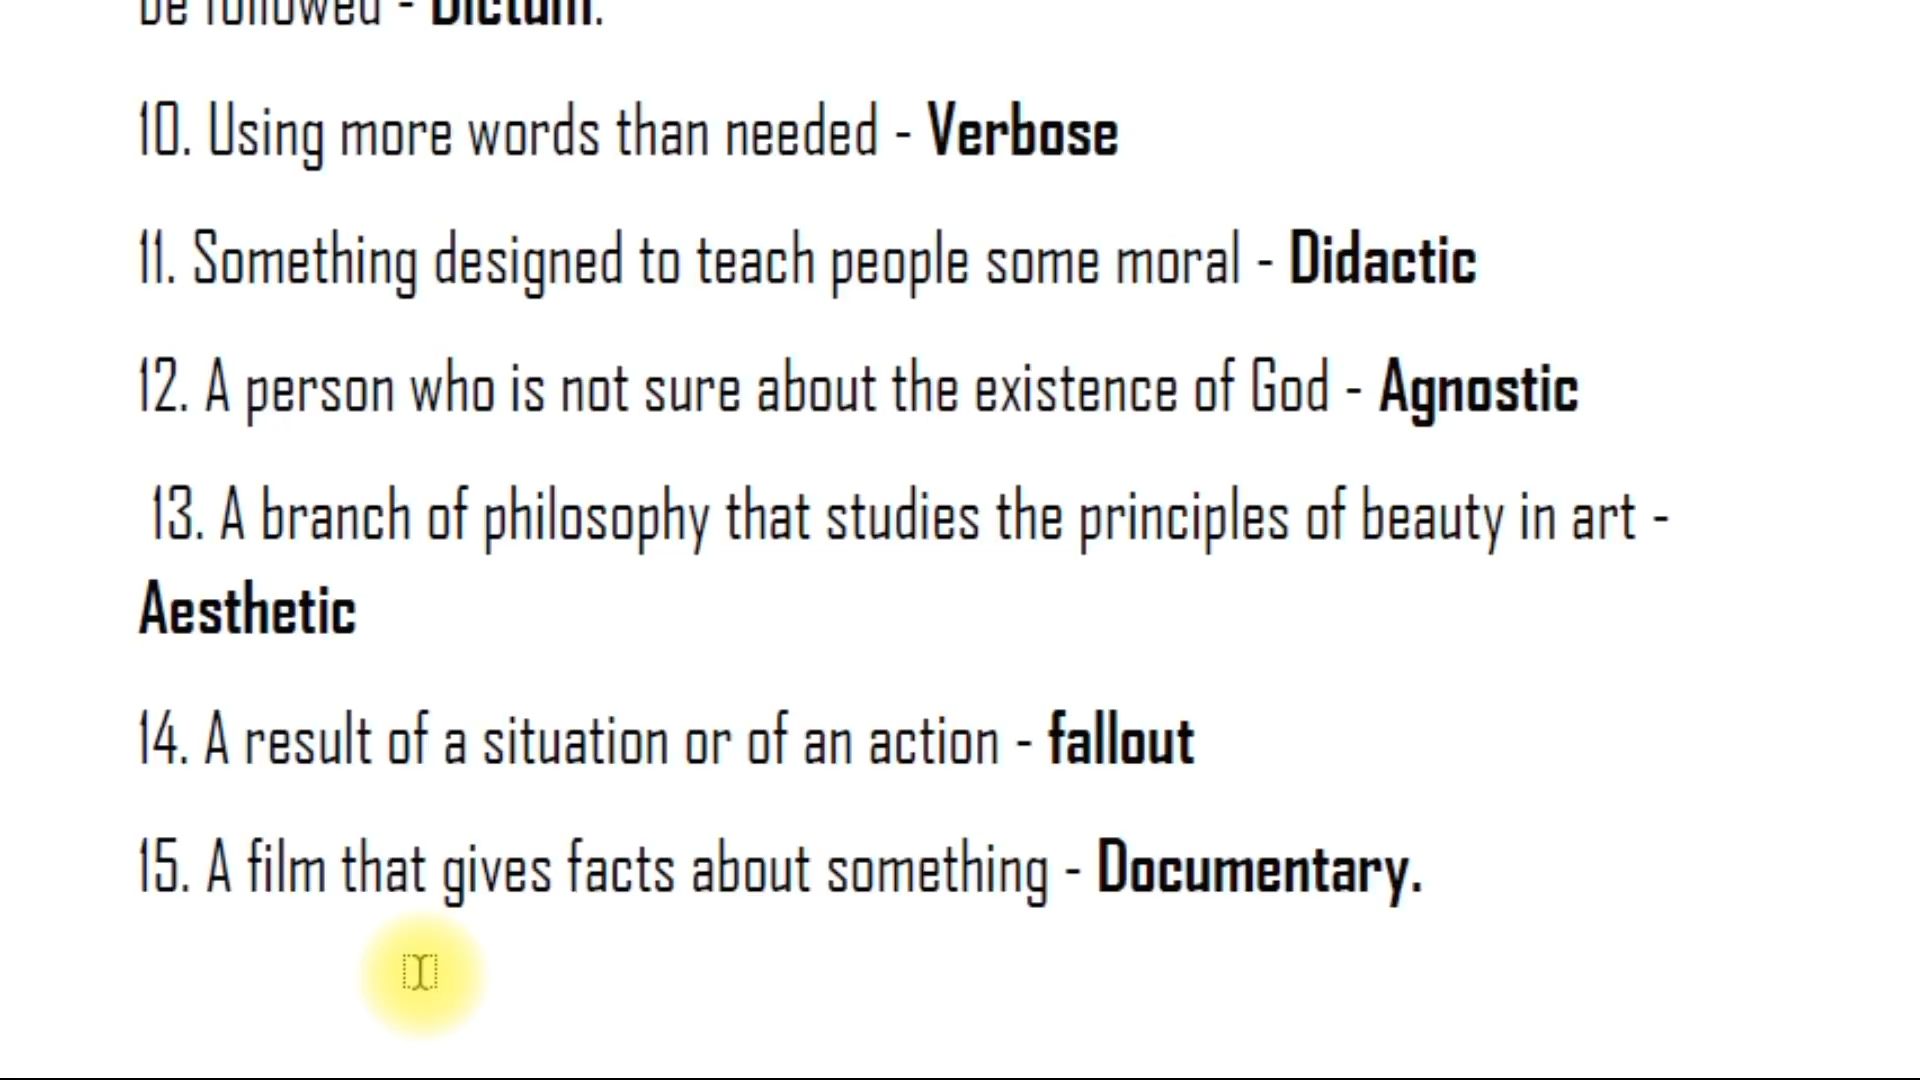 be followed - Dictum.
10. Using more words than needed - Verbose
11. Something designed to teach people some moral - Didactic
12. A person who is not sure about the existence of God - Agnostic
13. A branch of philosophy that studies the principles of beauty in art -
Aesthetic
14. A result of a situation or of an action - fallout
15. A film that gives facts about something - Documentary.